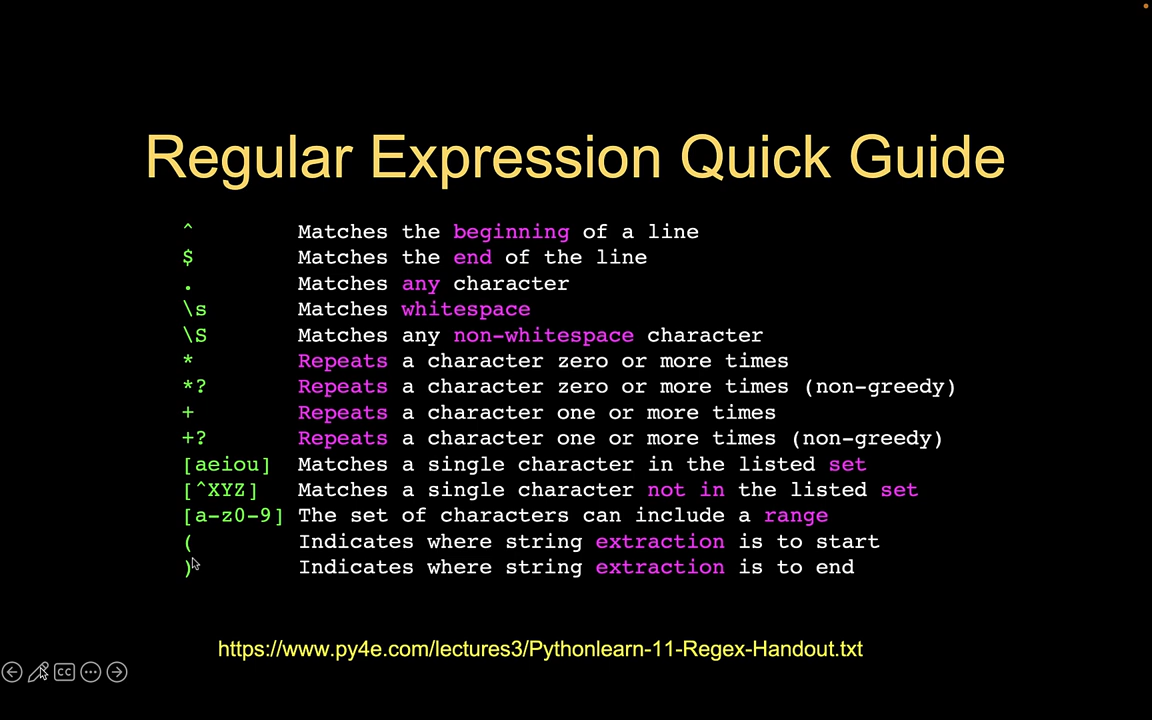 Regular Expression Quick Guide
^ Matches the beginning of a line
$ Matches the end of the line
. Matches any character
\s Matches whitespace
\S Matches any non-whitespace character
* Repeats a character zero or more times
*? Repeats a character zero or more times (non-greedy)
+ Repeats a character one or more times
+? Repeats a character one or more times (non-greedy)
[aeiou] Matches a single character in the listed set
[^XYZ] Matches a single character not in the listed set
[a-z0-9] The set of characters can include a range
( Indicates where string extraction is to start
) Indicates where string extraction is to end
https://www.py4e.com/lectures3/Pythonlearn-11-Regex-Handout.txt
CC